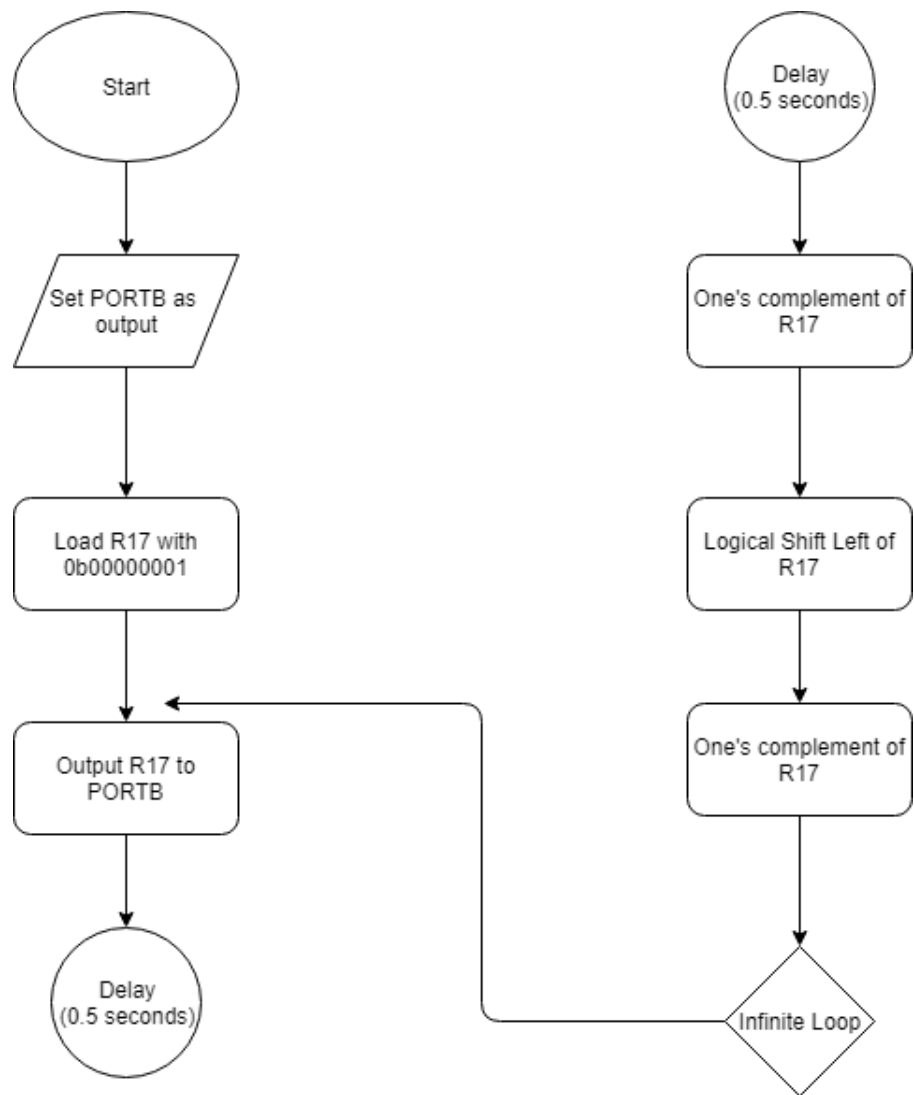 Start
Set PORTB as
output
Load R17 with
0b00000001
Output R17 to
PORTB
Delay
(0.5 seconds)
Delay
(0.5 seconds)
One's complement of
R17
Logical Shift Left of
R17
One's complement of
R17
Infinite Loop